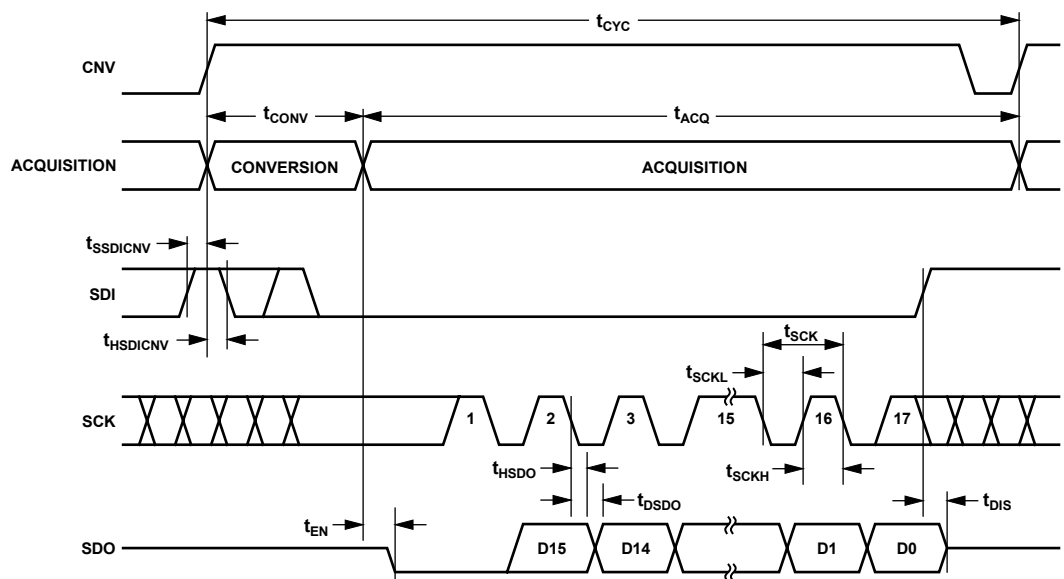 tCYC
CNV
tCONV
tACQ
ACQUISITION
CONVERSION
ACQUISITION
tSSDICNV
SDI
tHSDICNV
tSCK
tSCKL
SCK
1
2
3
15
16
17
tHSDO
tSCKH
tDSDO
tDIS
tEN
SDO
D15
D14
D1
D0